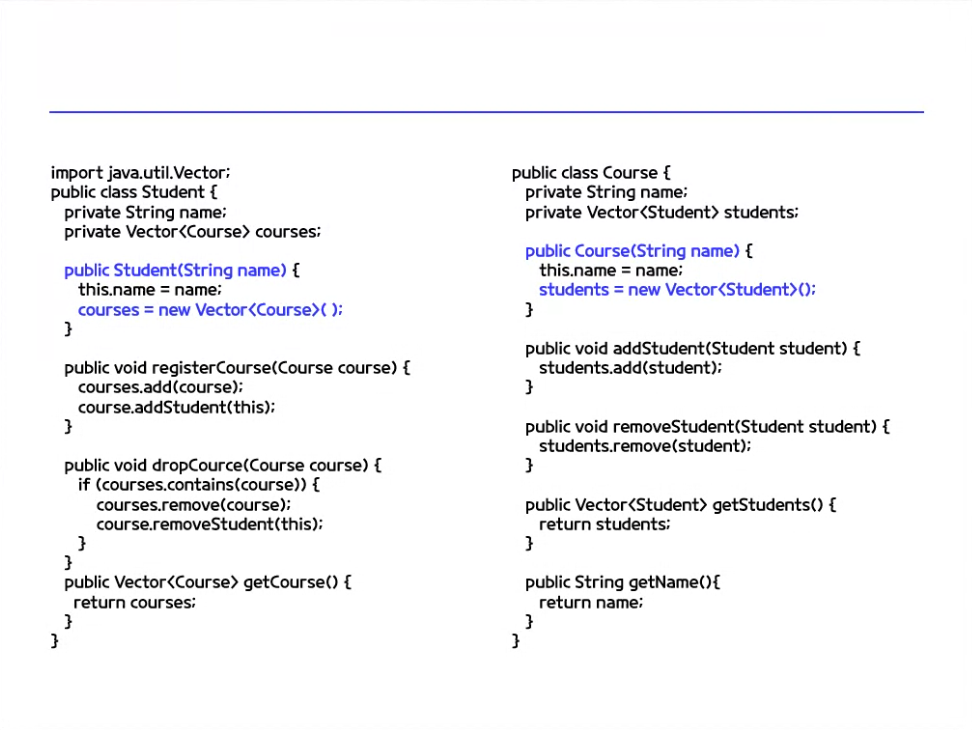 import java.util.Vector;
public class Student {
private String name;
private Vector<Course> courses;
public Student(String name) {
this.name = name;
courses = new Vector<Course>( );
}
public void registerCourse(Course course) {
courses.add(course);
course.addStudent(this);
}
public void dropCource(Course course) {
if (courses.contains(course)) {
courses.remove(course);
course.removeStudent(this);
}
}
public Vector<Course> getCourse() {
return courses;
}
}
public class Course {
private String name;
private Vector<Student> students;
public Course(String name) {
this.name = name;
students = new Vector<Student>();
}
public void addStudent(Student student) {
students.add(student);
}
public void removeStudent(Student student) {
students.remove(student);
}
public Vector<Student> getStudents() {
return students;
}
public String getName(){
return name;
}
}